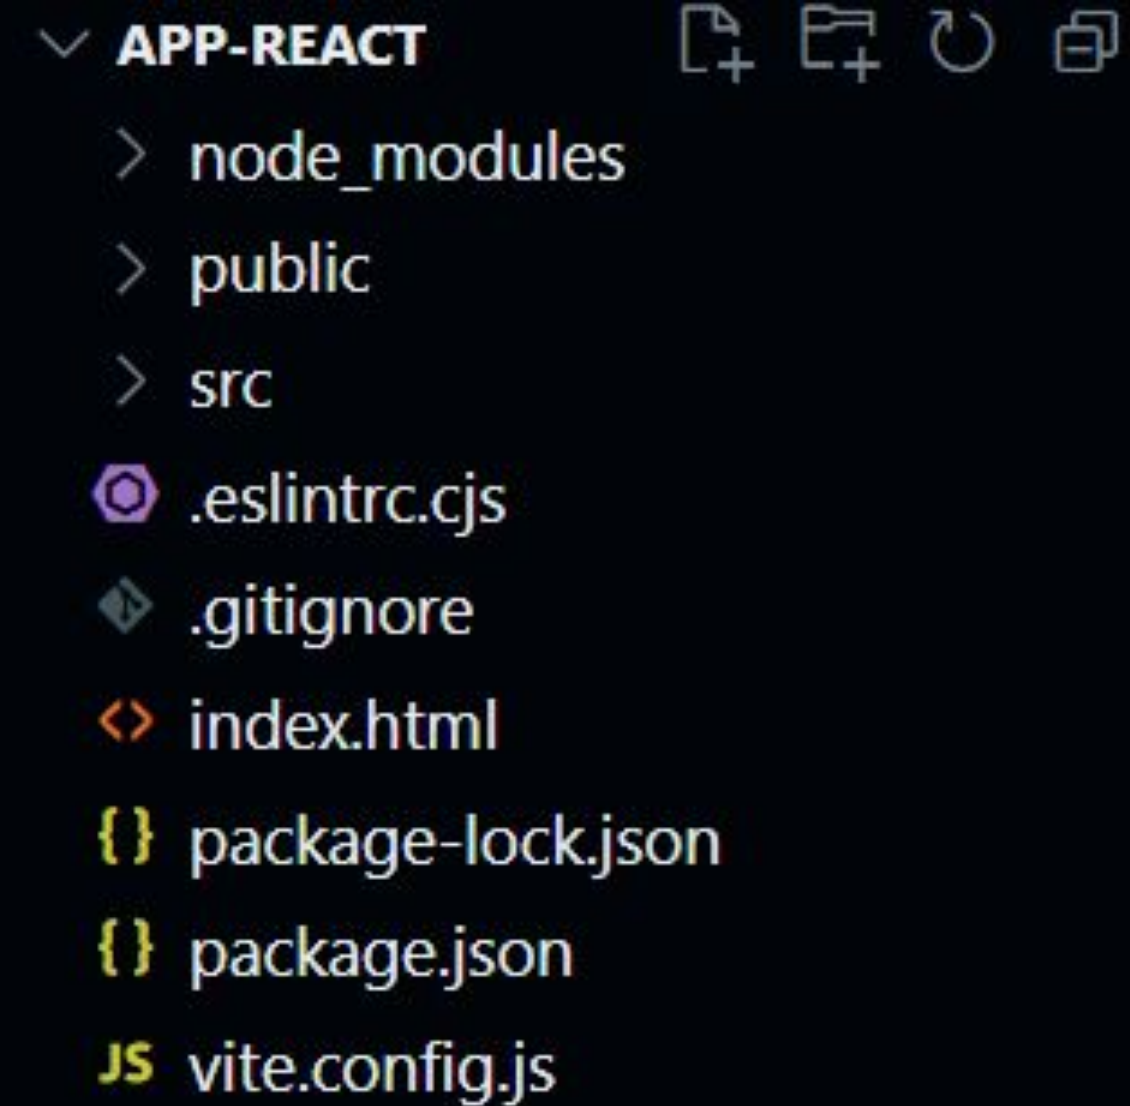 APP-REACT
node_modules
public
src
.eslintrc.cjs
.gitignore
index.html
{} package-lock.json
{} package.json
JS vite.config.js